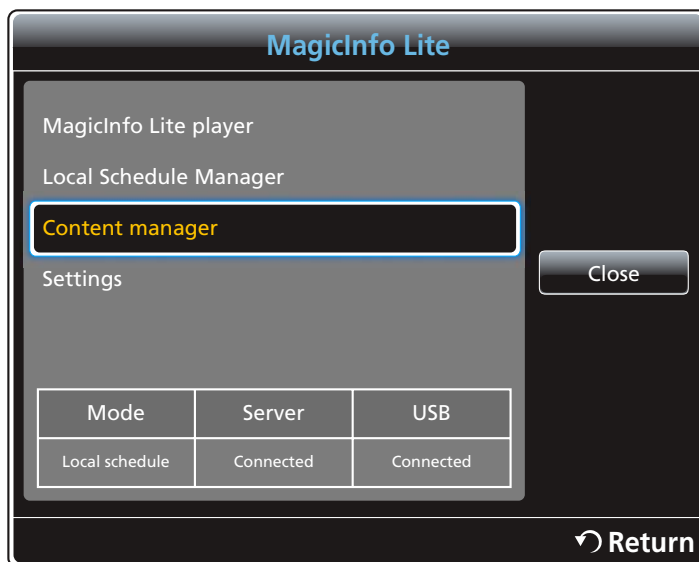 MagicInfo Lite
MagicInfo Lite player
Local Schedule Manager
Content manager
Settings
Close
Mode Server USB
Local schedule Connected Connected
Return